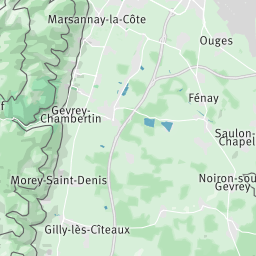 Marsannay-la-Côte
Ouges
Fénay
Gevrey-
Chambertin
Saulon-
Chapel
Morey-Saint-Denis
Noiron-sou
Gevrey
Gilly-lès-Cîteaux